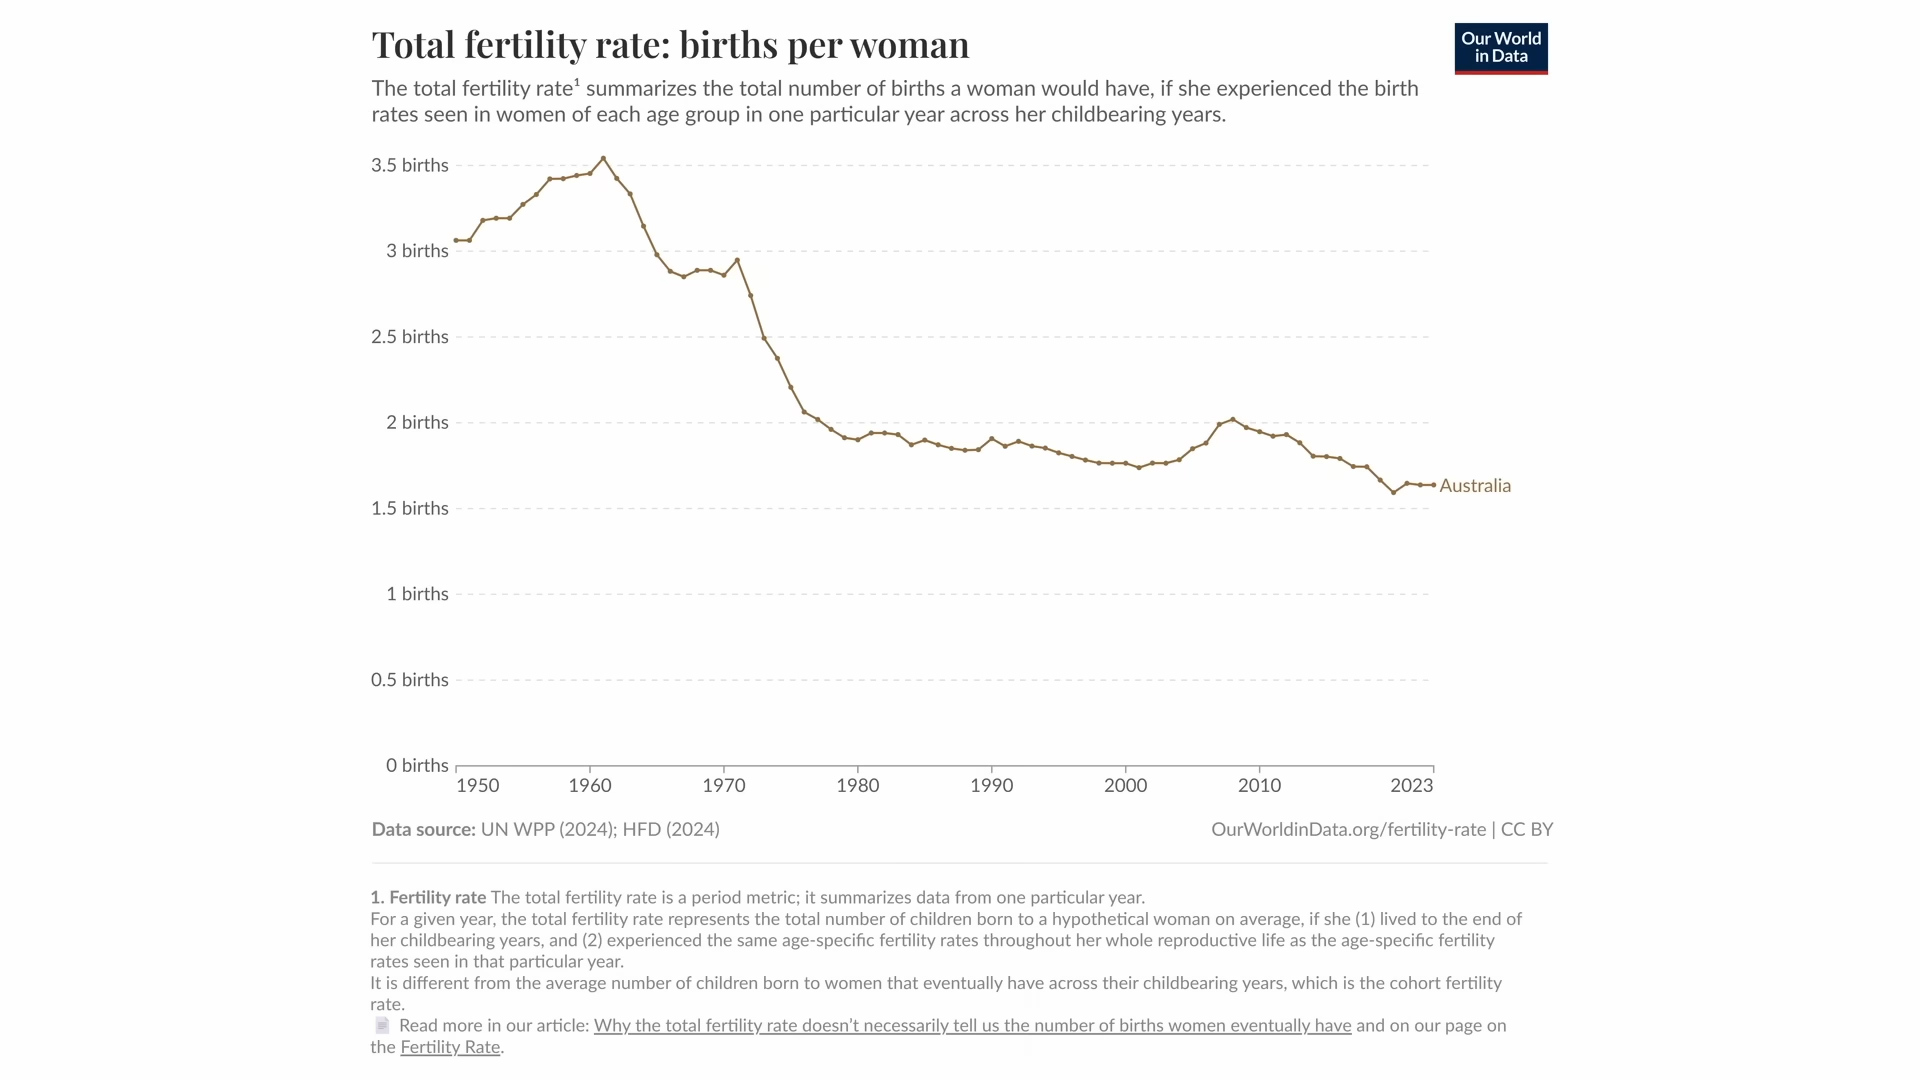 Total fertility rate: births per woman
Our World
in Data
The total fertility rate¹ summarizes the total number of births a woman would have, if she experienced the birth
rates seen in women of each age group in one particular year across her childbearing years.
3.5 births
3 births
2.5 births
2 births
Australia
1.5 births
1 births
0.5 births
0 births
1950 1960 1970 1980 1990 2000 2010 2023
Data source: UN WPP (2024); HFD (2024)
OurWorldinData.org/fertility-rate | CC BY
1. Fertility rate The total fertility rate is a period metric; it summarizes data from one particular year.
For a given year, the total fertility rate represents the total number of children born to a hypothetical woman on average, if she (1) lived to the end of
her childbearing years, and (2) experienced the same age-specific fertility rates throughout her whole reproductive life as the age-specific fertility
rates seen in that particular year.
It is different from the average number of children born to women that eventually have across their childbearing years, which is the cohort fertility
rate.
Read more in our article: Why the total fertility rate doesn't necessarily tell us the number of births women eventually have and on our page on
the Fertility Rate.